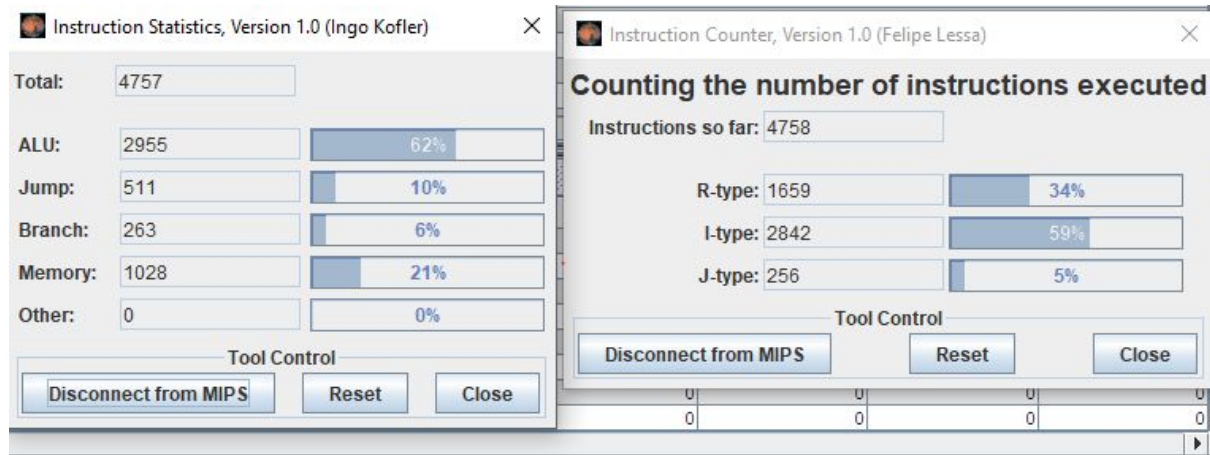 Instruction Statistics, Version 1.0 (Ingo Kofler)
Total: 4757
ALU: 2955 62%
Jump: 511 10%
Branch: 263 6%
Memory: 1028 21%
Other: 0 0%
Tool Control
Disconnect from MIPS Reset Close
Instruction Counter, Version 1.0 (Felipe Lessa)
Counting the number of instructions executed
Instructions so far: 4758
R-type: 1659 34%
I-type: 2842 59%
J-type: 256 5%
Tool Control
Disconnect from MIPS Reset Close
0 0 0 0
0 0 0 0